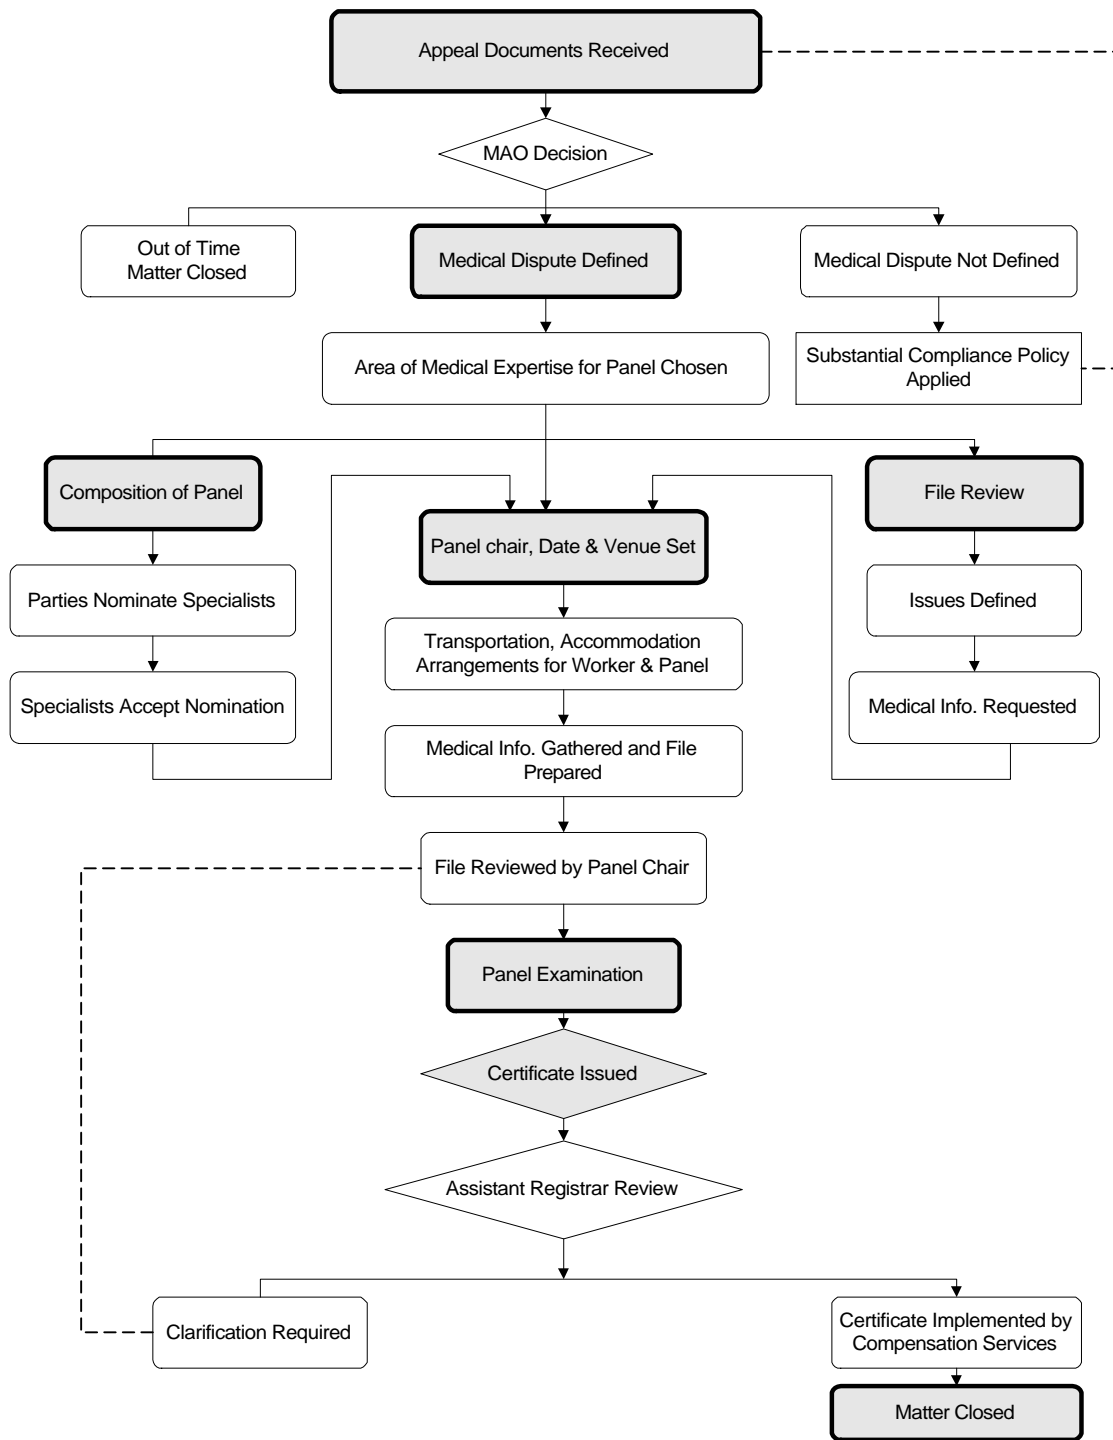 Appeal Documents Received
MAO Decision
Out of Time
Matter Closed
Medical Dispute Defined
Medical Dispute Not Defined
Area of Medical Expertise for Panel Chosen
Substantial Compliance Policy
Applied
Composition of Panel
File Review
Panel chair, Date & Venue Set
Parties Nominate Specialists
Issues Defined
Transportation, Accommodation
Arrangements for Worker & Panel
Specialists Accept Nomination
Medical Info. Requested
Medical Info. Gathered and File
Prepared
File Reviewed by Panel Chair
Panel Examination
Certificate Issued
Assistant Registrar Review
Clarification Required
Certificate Implemented by
Compensation Services
Matter Closed